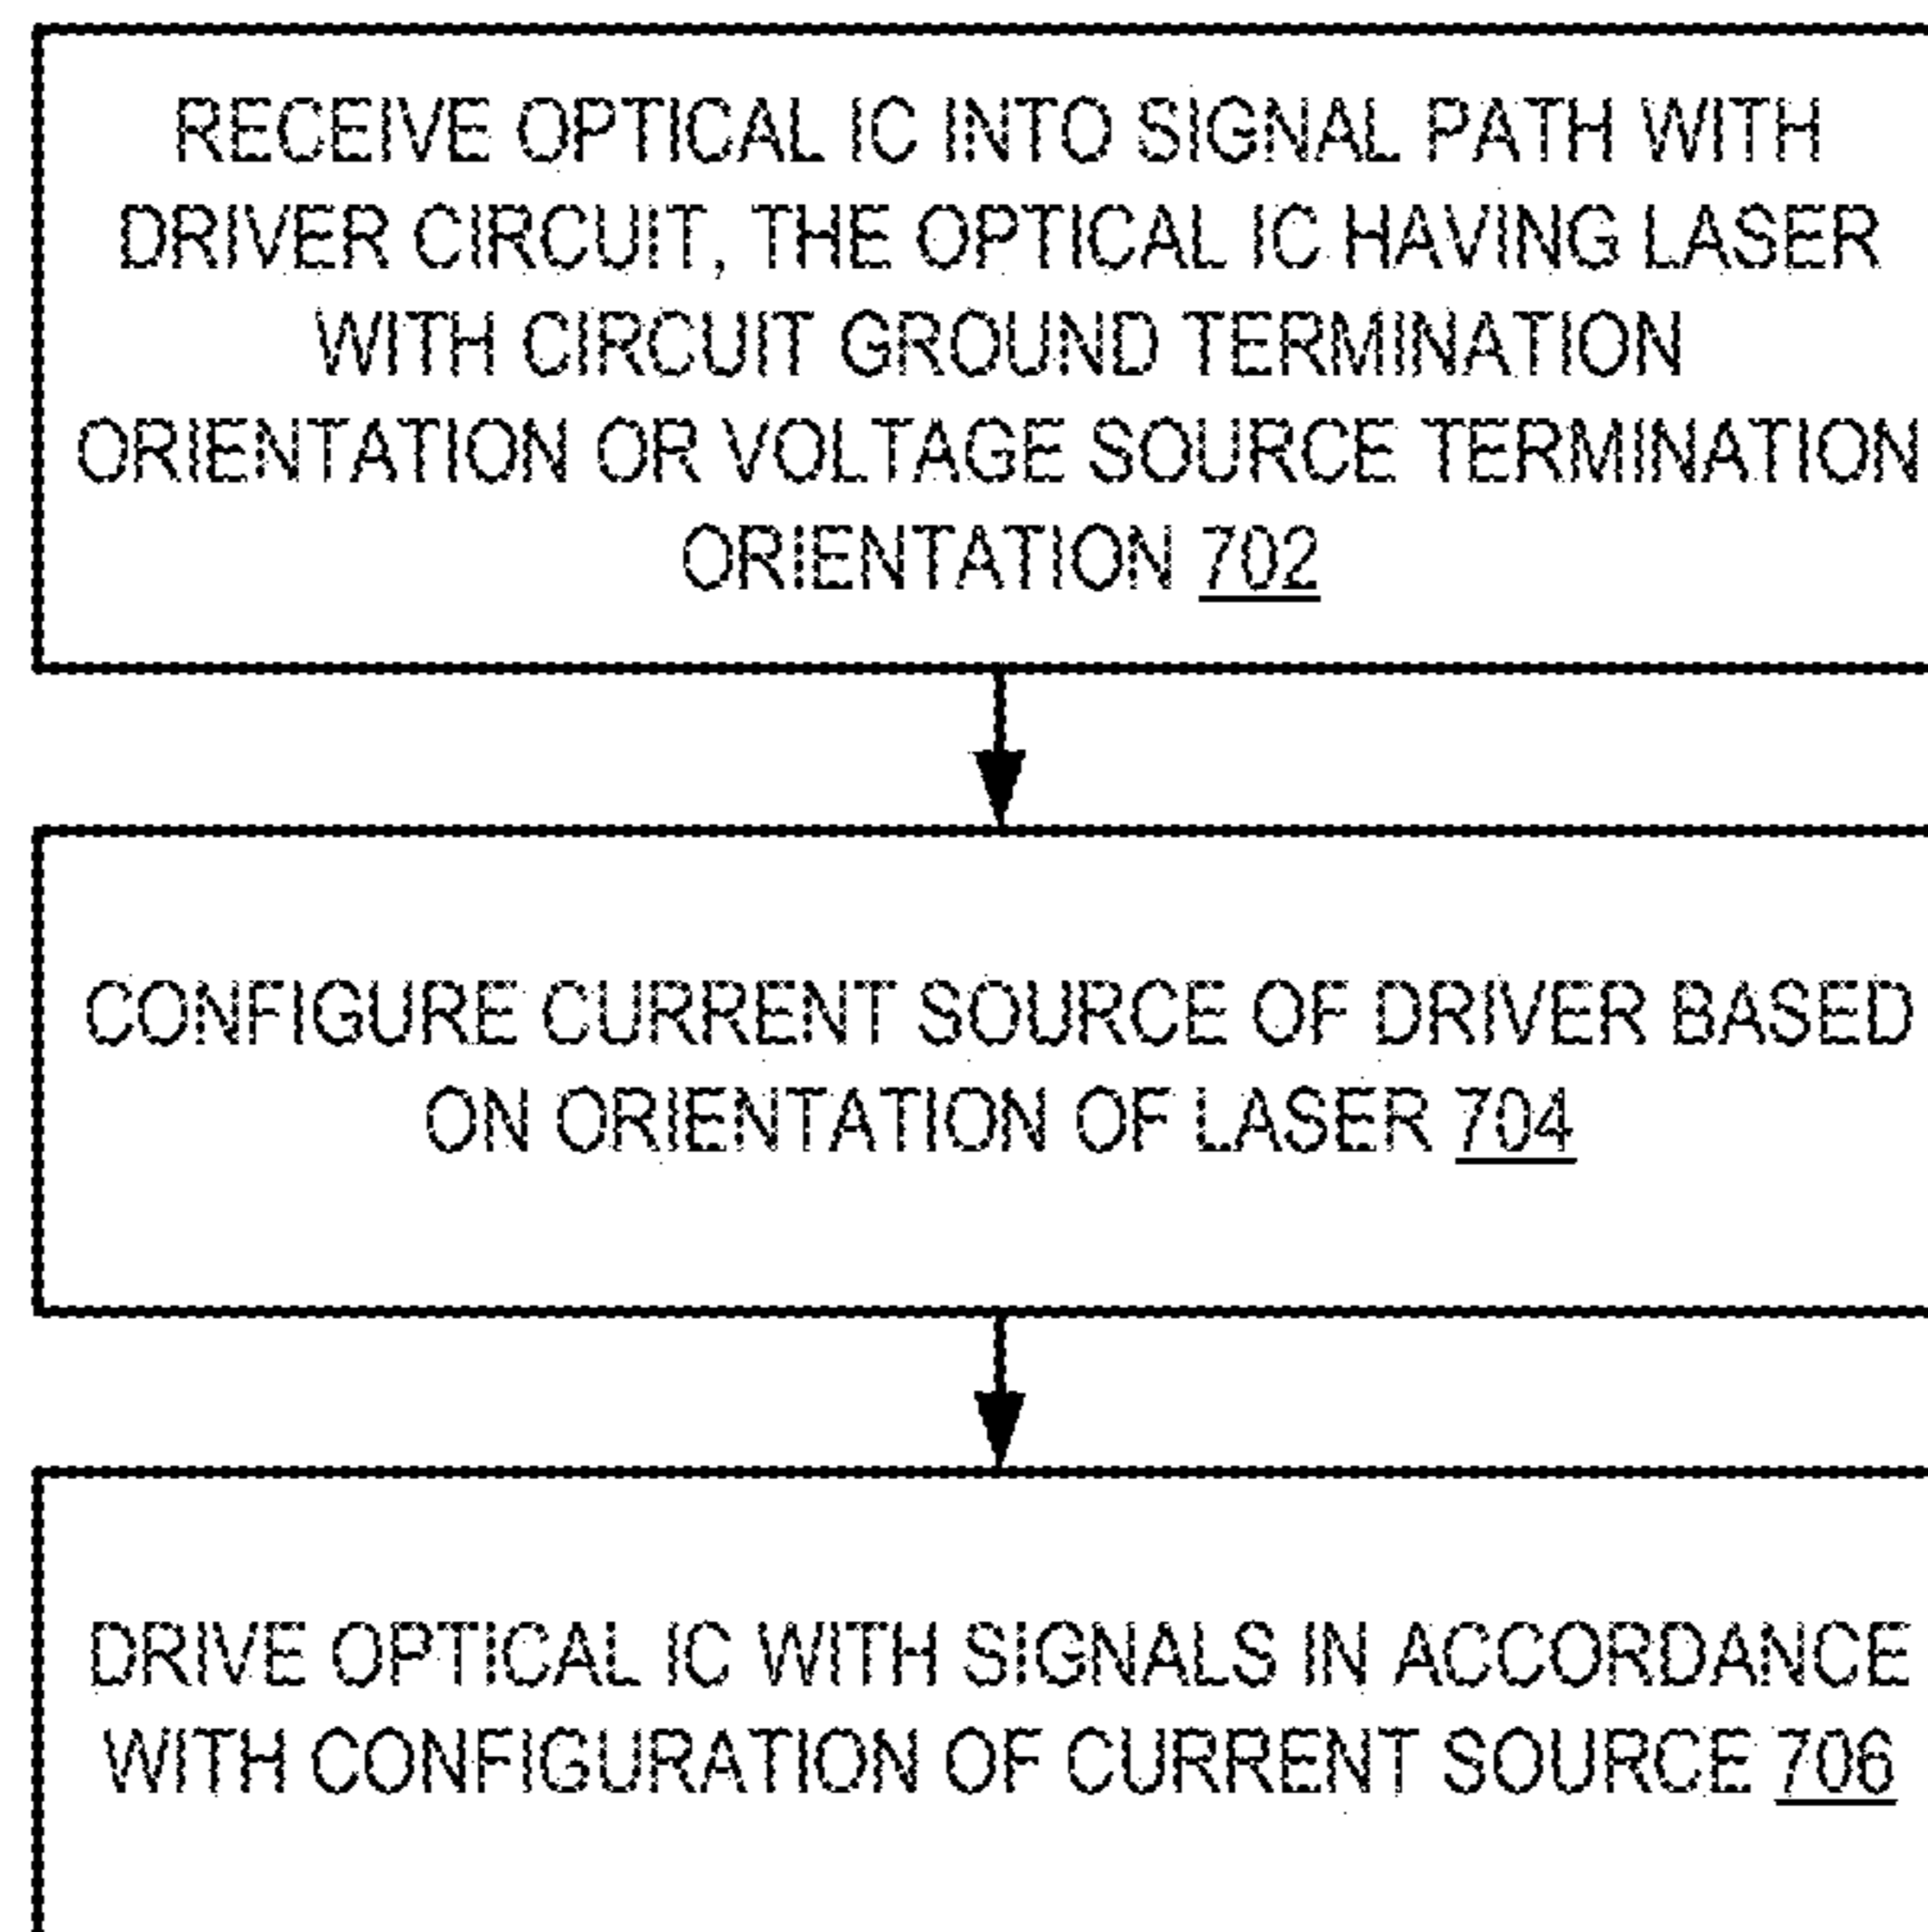 RECEIVE OPTICAL IC INTO SIGNAL PATH WITH
DRIVER CIRCUIT, THE OPTICAL IC HAVING LASER
WITH CIRCUIT GROUND TERMINATION
ORIENTATION OR VOLTAGE SOURCE TERMINATION
ORIENTATION 702
CONFIGURE CURRENT SOURCE OF DRIVER BASED
ON ORIENTATION OF LASER 704
DRIVE OPTICAL IC WITH SIGNALS IN ACCORDANCE
WITH CONFIGURATION OF CURRENT SOURCE 706